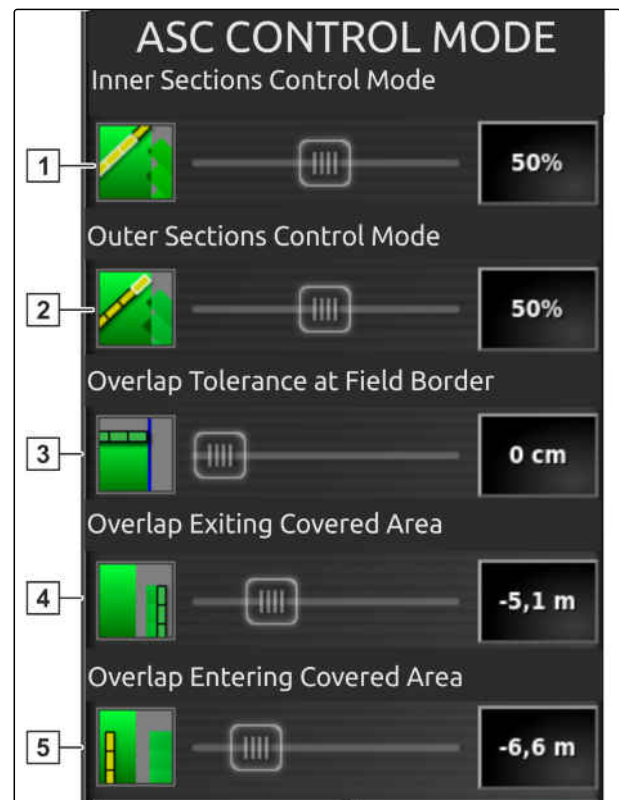 ASC CONTROL MODE
Inner Sections Control Mode
1
50%
Outer Sections Control Mode
2
50%
Overlap Tolerance at Field Border
3
0 cm
Overlap Exiting Covered Area
4
-5,1 m
Overlap Entering Covered Area
5
-6,6 m